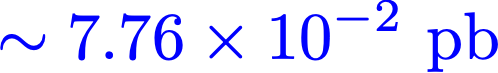 ∼ 7.76 × 10⁻² pb